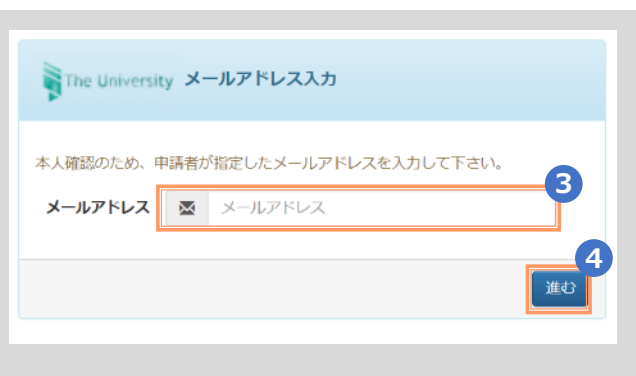 The University メールアドレス入力
本人確認のため、申請者が指定したメールアドレスを入力して下さい。
3
メールアドレス メールアドレス
4
進む